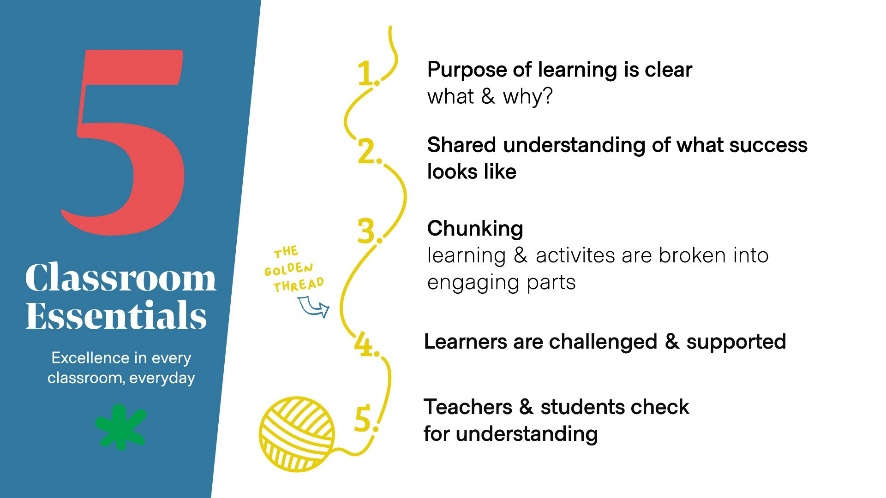 5
Classroom
Essentials
Excellence in every
classroom, everyday
THE
GOLDEN
THREAD
1. Purpose of learning is clear
what & why?
2. Shared understanding of what success
looks like
3. Chunking
learning & activites are broken into
engaging parts
4. Learners are challenged & supported
5. Teachers & students check
for understanding